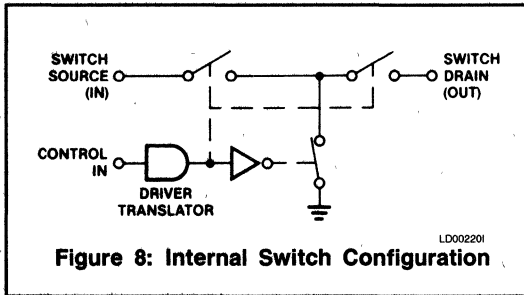 SWITCH
SOURCE
(IN)
SWITCH
DRAIN
(OUT)
CONTROL
IN
DRIVER
TRANSLATOR
LD002201
Figure 8: Internal Switch Configuration